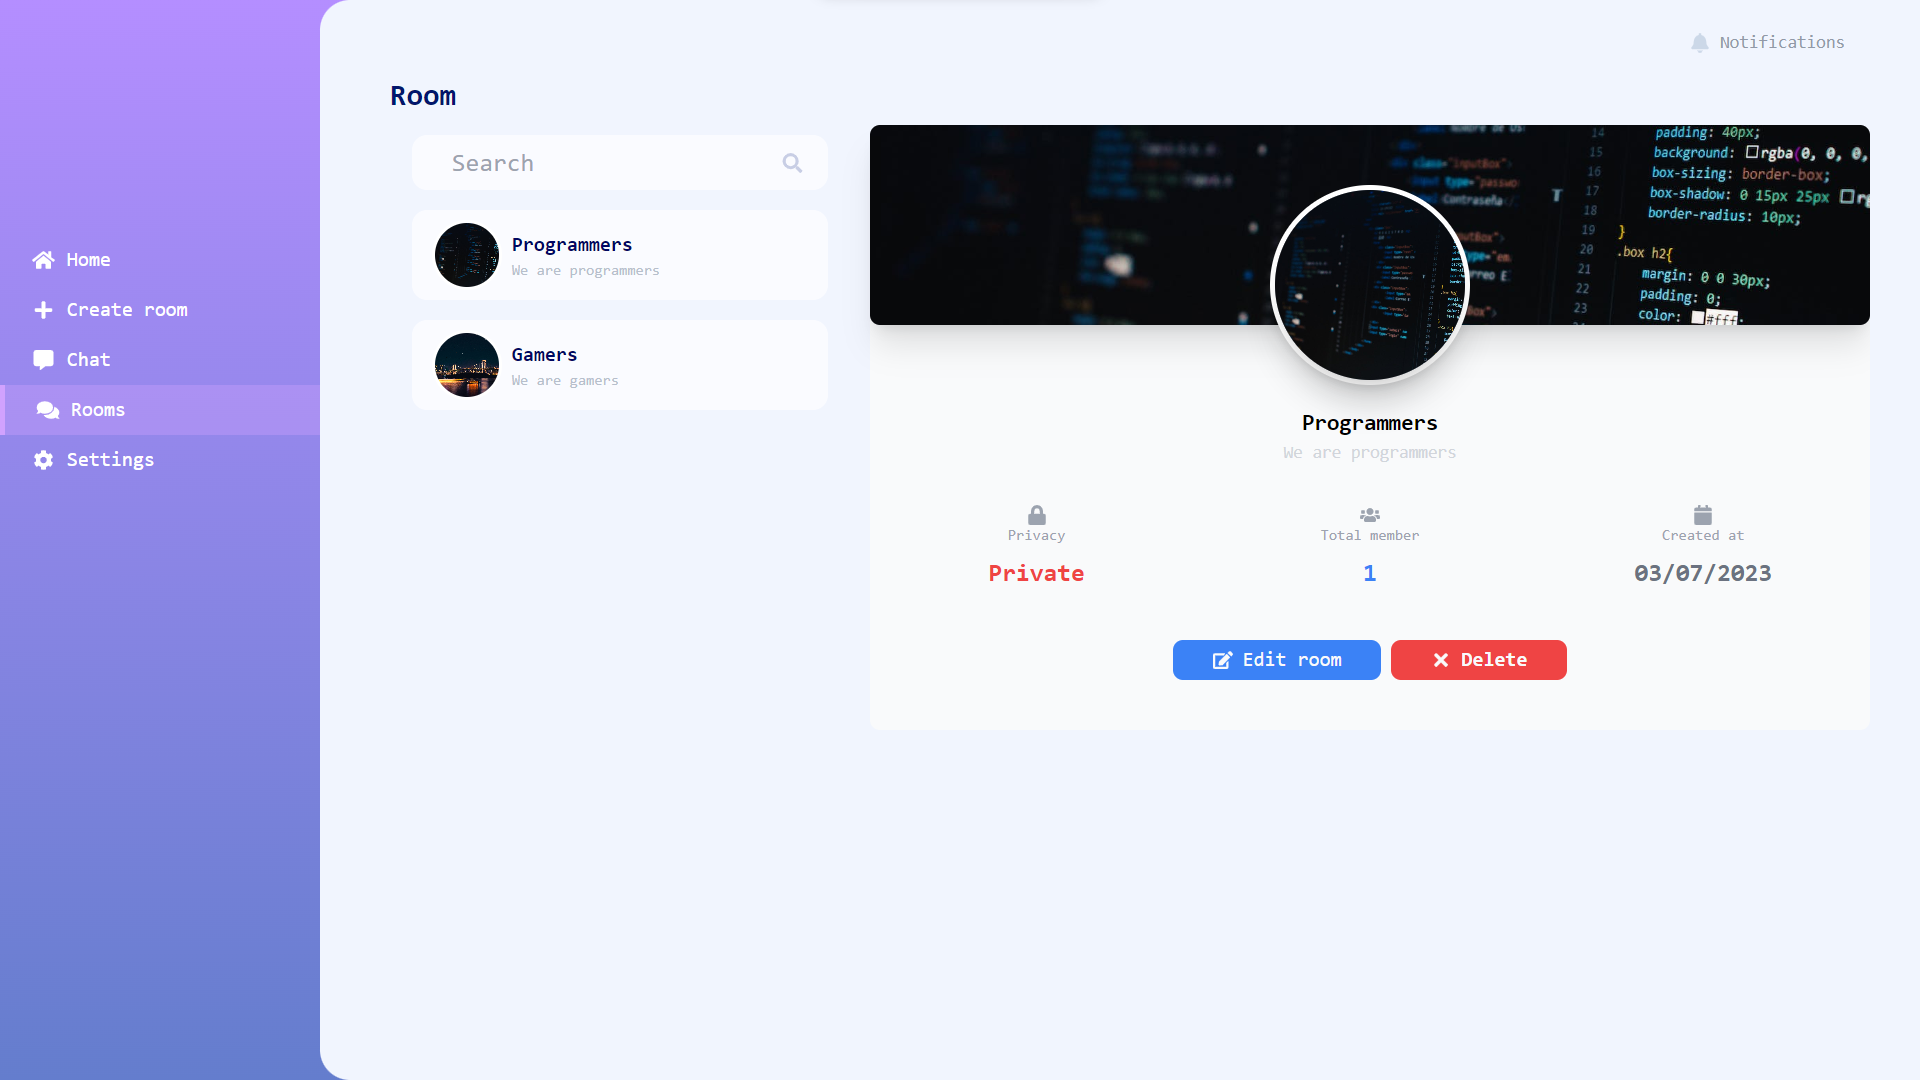 Notifications
Room
Search
Home
Create room
Chat
Rooms
Settings
Programmers
We are programmers
Gamers
We are gamers
14
padding: 40px;
15
background: rgba(0, 0, 0,
16
box-sizing: border-box;
17
box-shadow: 0 15px 25px
18
border-radius: 10px;
19
}
20
.box h2{
21
margin: 0 0 30px;
22
padding: 0;
23
color: #fff;
class="inputBox">
Contraseña
Programmers
We are programmers
Privacy
Private
Total member
1
Created at
03/07/2023
Edit room
Delete